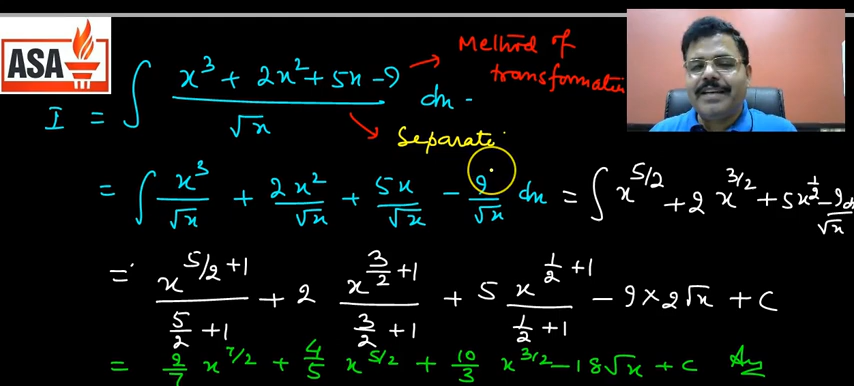 ASA
I = ∫ (x³ + 2x² + 5x - 9)/√x dx
→ Method of transformation
→ Separati
= ∫ x³/√x + 2x²/√x + 5x/√x - 9/√x dx = ∫ x^(5/2) + 2 x^(3/2) + 5x^(1/2) - 9dx/√x
= x^(5/2+1)/(5/2+1) + 2 x^(3/2+1)/(3/2+1) + 5 x^(1/2+1)/(1/2+1) - 9×2√x + C
= 2/7 x^(7/2) + 4/5 x^(5/2) + 10/3 x^(3/2) - 18√x + C Ans